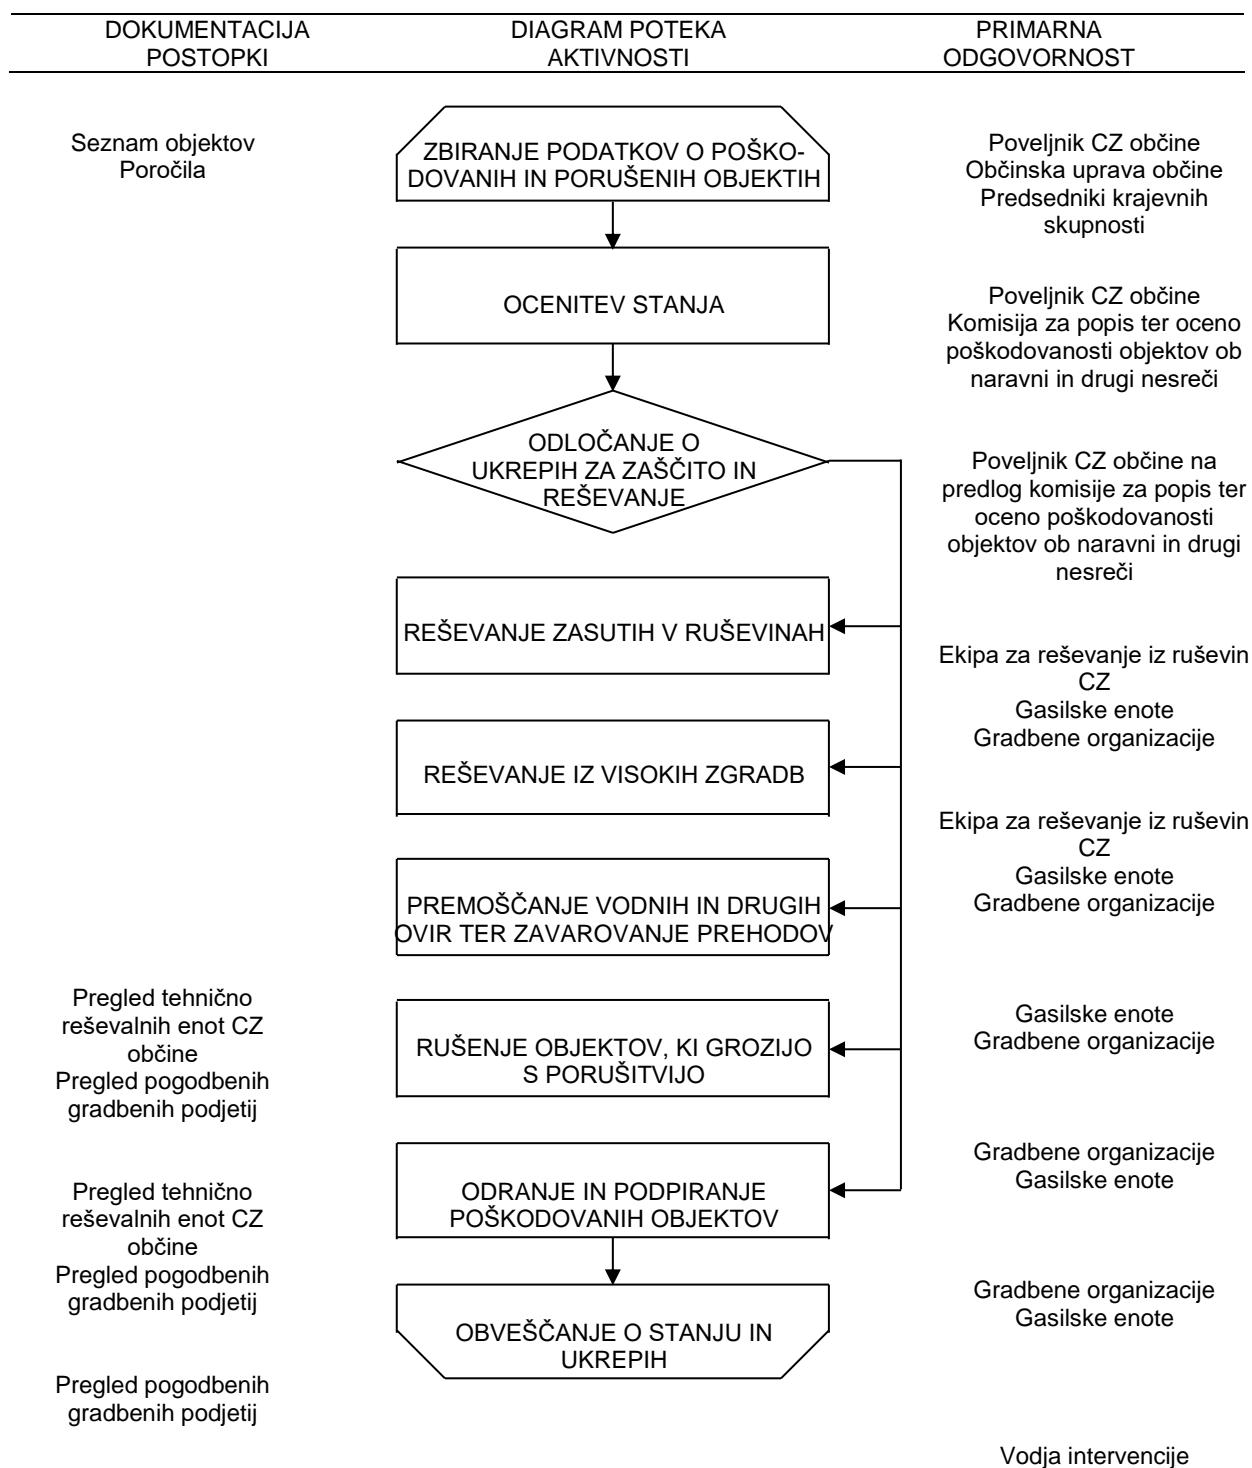 DOKUMENTACIJA
POSTOPKI
DIAGRAM POTEKA
AKTIVNOSTI
PRIMARNA
ODGOVORNOST
Seznam objektov
Poročila
ZBIRANJE PODATKOV O POŠKO-
DOVANIH IN PORUŠENIH OBJEKTIH
Poveljnik CZ občine
Občinska uprava občine
Predsedniki krajevnih
skupnosti
OCENITEV STANJA
Poveljnik CZ občine
Komisija za popis ter oceno
poškodovanosti objektov ob
naravni in drugi nesreči
ODLOČANJE O
UKREPIH ZA ZAŠČITO IN
REŠEVANJE
Poveljnik CZ občine na
predlog komisije za popis ter
oceno poškodovanosti
objektov ob naravni in drugi
nesreči
REŠEVANJE ZASUTIH V RUŠEVINAH
Ekipa za reševanje iz ruševin
CZ
Gasilske enote
Gradbene organizacije
REŠEVANJE IZ VISOKIH ZGRADB
Ekipa za reševanje iz ruševin
CZ
Gasilske enote
Gradbene organizacije
PREMOŠČANJE VODNIH IN DRUGIH
OVIR TER ZAVAROVANJE PREHODOV
Gasilske enote
Gradbene organizacije
Pregled tehnično
reševalnih enot CZ
občine
Pregled pogodbenih
gradbenih podjetij
RUŠENJE OBJEKTOV, KI GROZIJO
S PORUŠITVIJO
Gradbene organizacije
Gasilske enote
Pregled tehnično
reševalnih enot CZ
občine
Pregled pogodbenih
gradbenih podjetij
ODRANJE IN PODPIRANJE
POŠKODOVANIH OBJEKTOV
Gradbene organizacije
Gasilske enote
OBVEŠČANJE O STANJU IN
UKREPIH
Pregled pogodbenih
gradbenih podjetij
Vodja intervencije